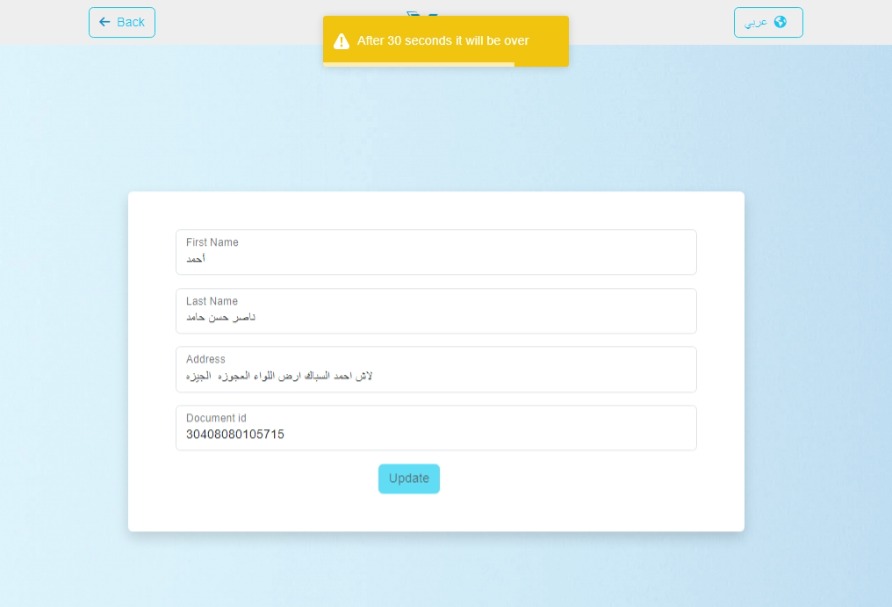 Back
After 30 seconds it will be over
عربي
First Name
احمد
Last Name
ناصر حسن حامد
Address
لاش احمد السباك ارض اللواء العجوزه الجيزه
Document id
30408080105715
Update